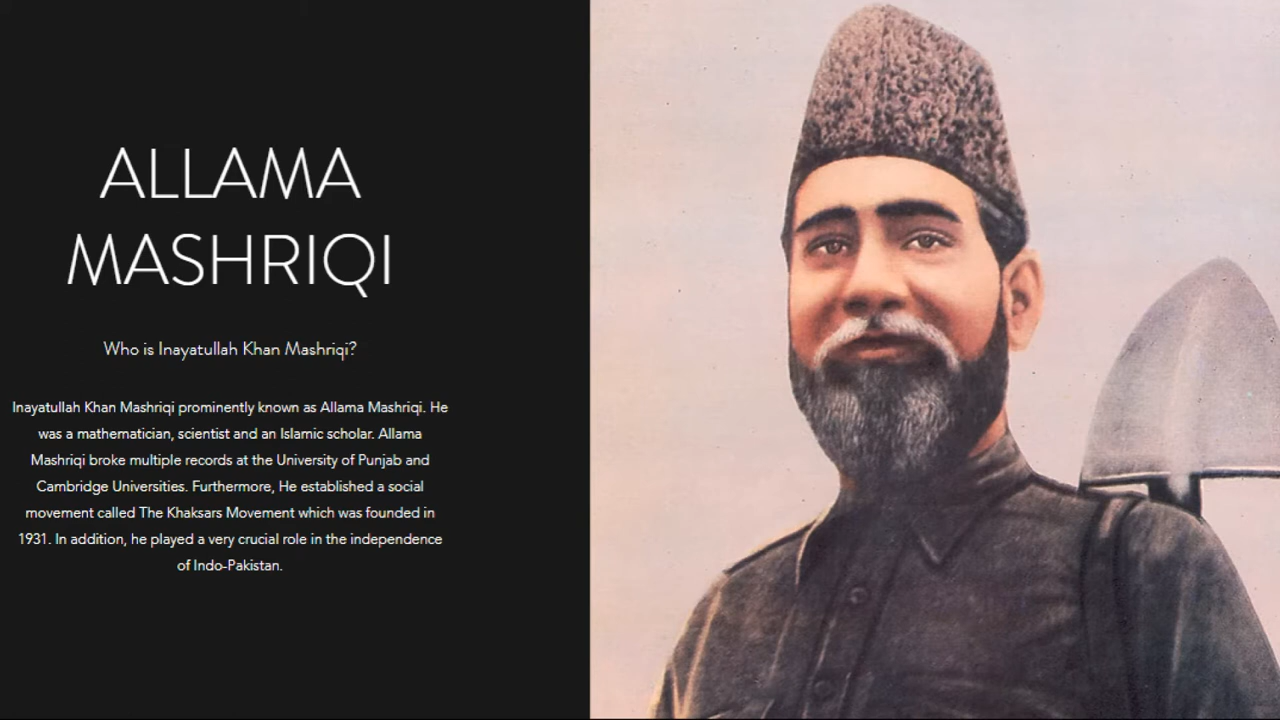 ALLAMA
MASHRIQI
Who is Inayatullah Khan Mashriqi?
Inayatullah Khan Mashriqi prominently known as Allama Mashriqi. He
was a mathematician, scientist and an Islamic scholar. Allama
Mashriqi broke multiple records at the University of Punjab and
Cambridge Universities. Furthermore, He established a social
movement called The Khaksars Movement which was founded in
1931. In addition, he played a very crucial role in the independence
of Indo-Pakistan.